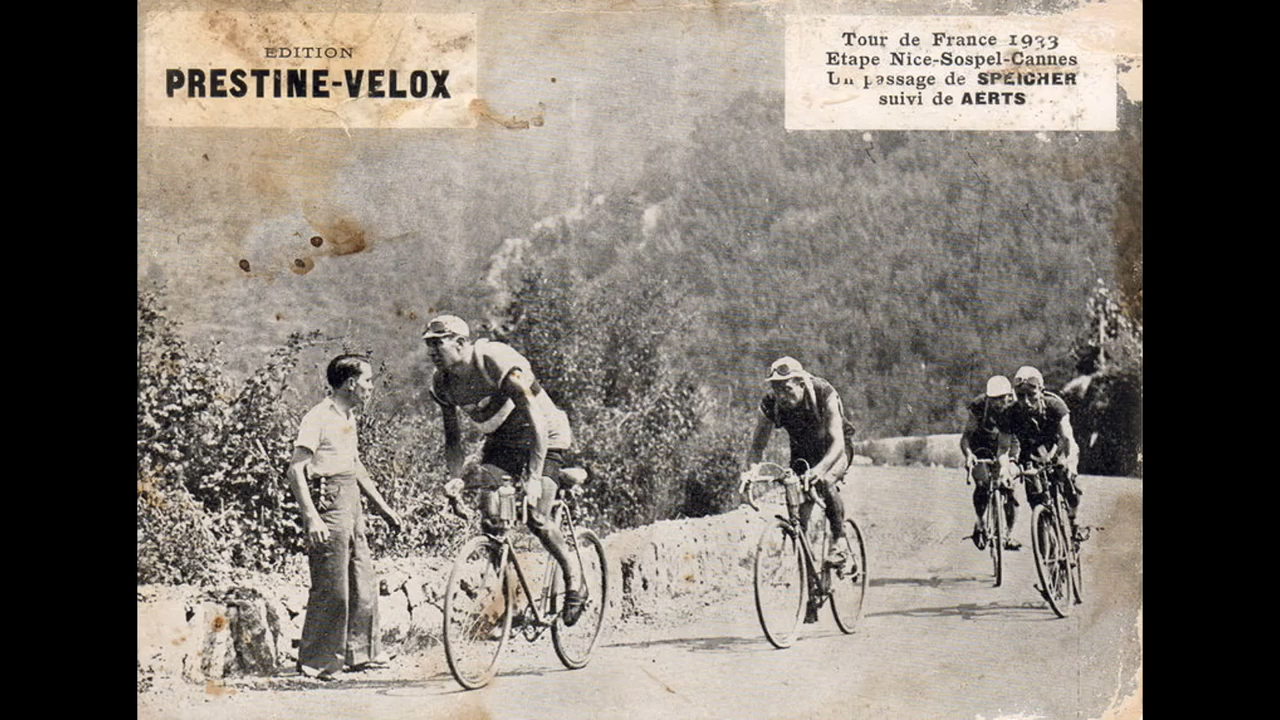 EDITION
PRESTINE-VELOX
Tour de France 1933
Etape Nice-Sospel-Cannes
Un passage de SPEICHER
suivi de AERTS